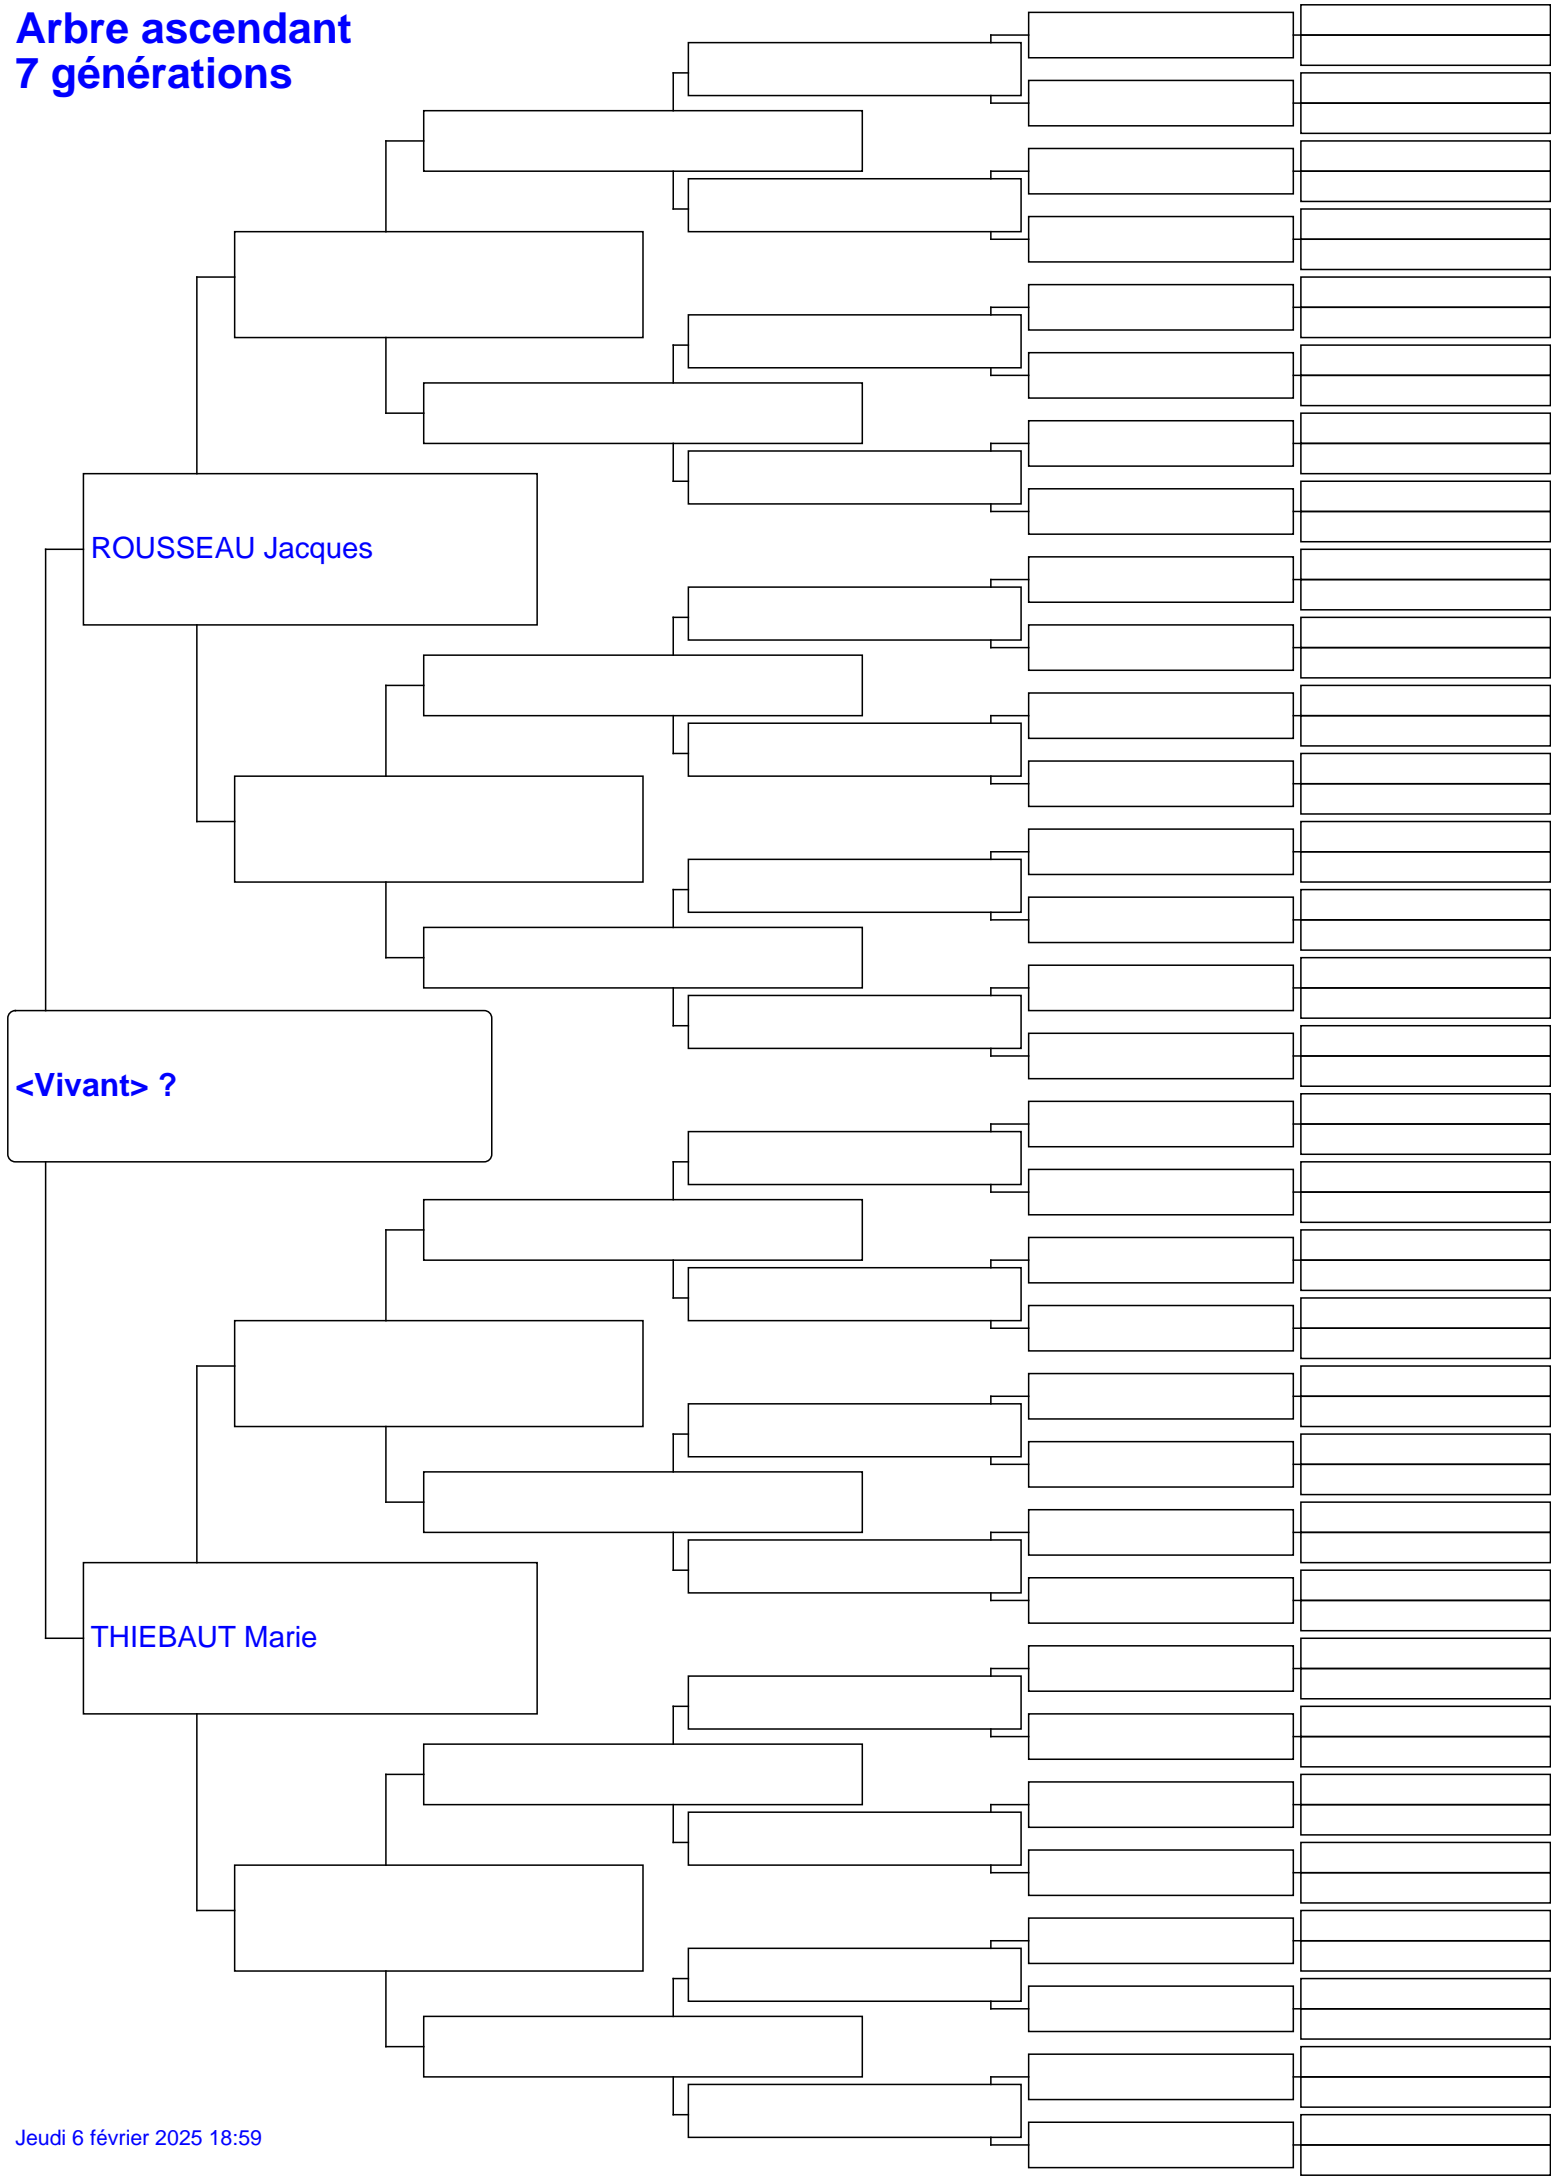 Arbre ascendant
7 générations
ROUSSEAU Jacques
<Vivant> ?
THIEBAUT Marie
Jeudi 6 février 2025 18:59